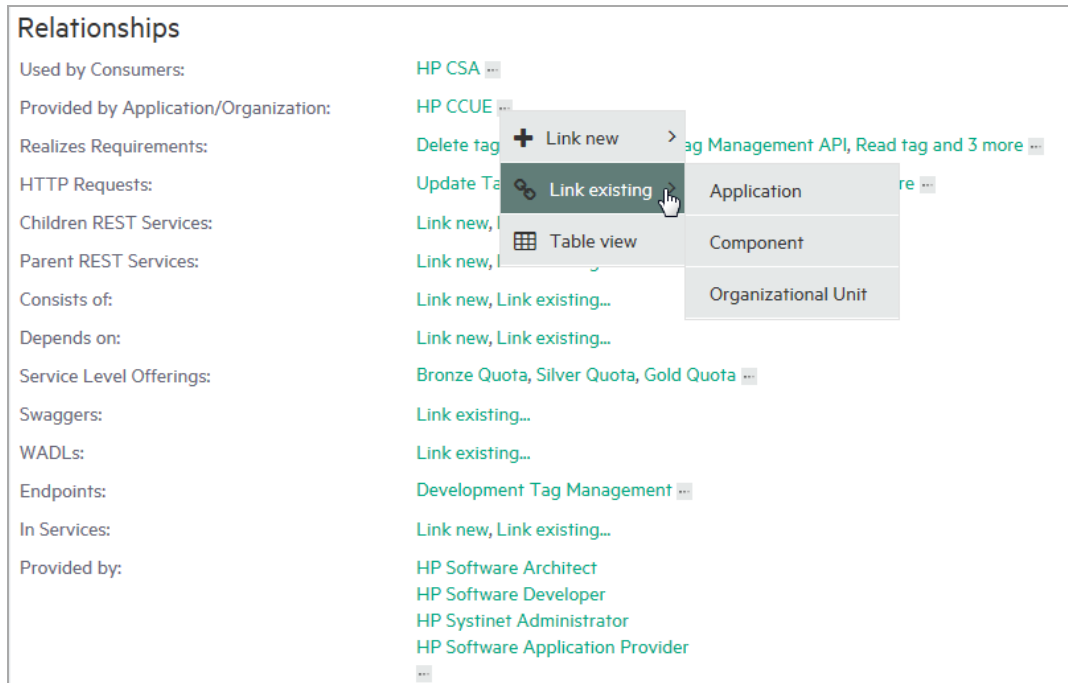 Relationships
Used by Consumers: HP CSA
Provided by Application/Organization: HP CCUE
Link new
Realizes Requirements: Delete tag ag Management API, Read tag and 3 more
HTTP Requests: Update Ta re
Link existing Application
Children REST Services: Link new,
Table view Component
Parent REST Services: Link new,
Consists of: Link new, Link existing...
Organizational Unit
Depends on: Link new, Link existing...
Service Level Offerings: Bronze Quota, Silver Quota, Gold Quota
Swaggers: Link existing...
WADLs: Link existing...
Endpoints: Development Tag Management
In Services: Link new, Link existing...
Provided by: HP Software Architect
HP Software Developer
HP Systinet Administrator
HP Software Application Provider